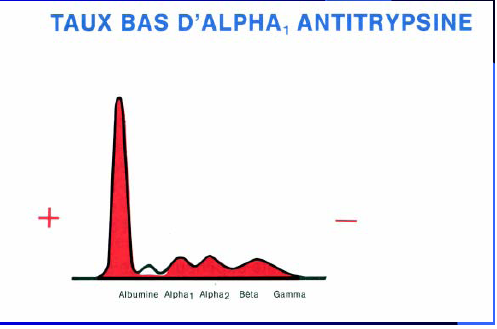 TAUX BAS D'ALPHA₁ ANTITRYPSINE
+ —
Albumine Alpha₁ Alpha₂ Bêta Gamma